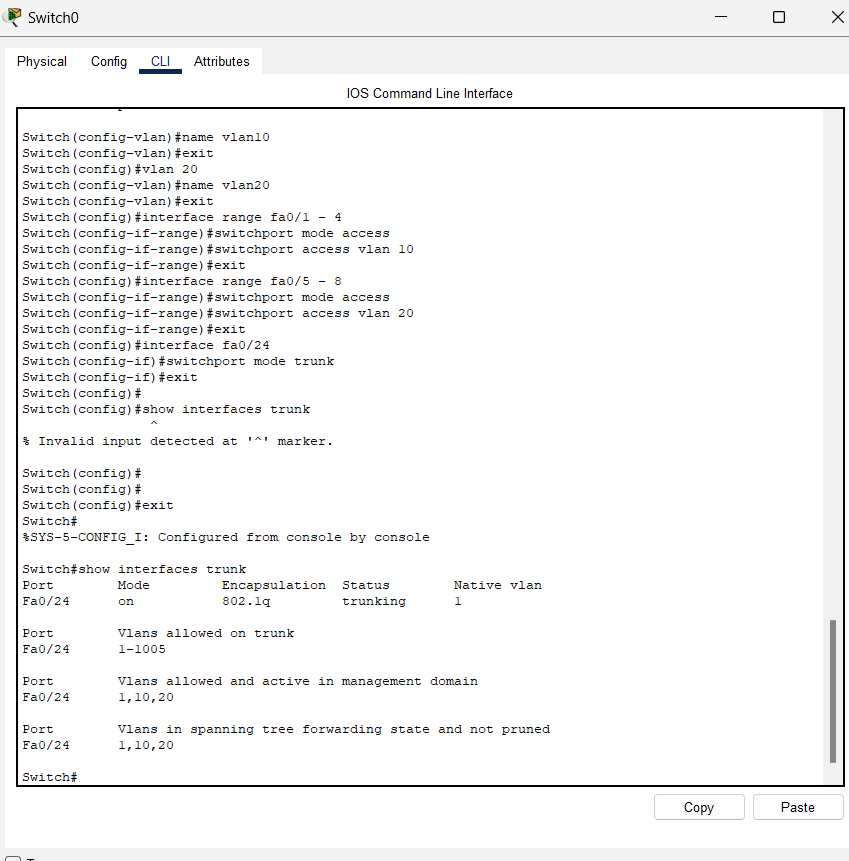 Switch0
Physical Config CLI Attributes
IOS Command Line Interface
Switch(config-vlan)#name vlan10
Switch(config-vlan)#exit
Switch(config)#vlan 20
Switch(config-vlan)#name vlan20
Switch(config-vlan)#exit
Switch(config)#interface range fa0/1 - 4
Switch(config-if-range)#switchport mode access
Switch(config-if-range)#switchport access vlan 10
Switch(config-if-range)#exit
Switch(config)#interface range fa0/5 - 8
Switch(config-if-range)#switchport mode access
Switch(config-if-range)#switchport access vlan 20
Switch(config-if-range)#exit
Switch(config)#interface fa0/24
Switch(config-if)#switchport mode trunk
Switch(config-if)#exit
Switch(config)#
Switch(config)#show interfaces trunk
^
% Invalid input detected at '^' marker.
Switch(config)#
Switch(config)#
Switch(config)#exit
Switch#
%SYS-5-CONFIG_I: Configured from console by console
Switch#show interfaces trunk
Port Mode Encapsulation Status Native vlan
Fa0/24 on 802.1q trunking 1
Port Vlans allowed on trunk
Fa0/24 1-1005
Port Vlans allowed and active in management domain
Fa0/24 1,10,20
Port Vlans in spanning tree forwarding state and not pruned
Fa0/24 1,10,20
Switch#
Copy Paste